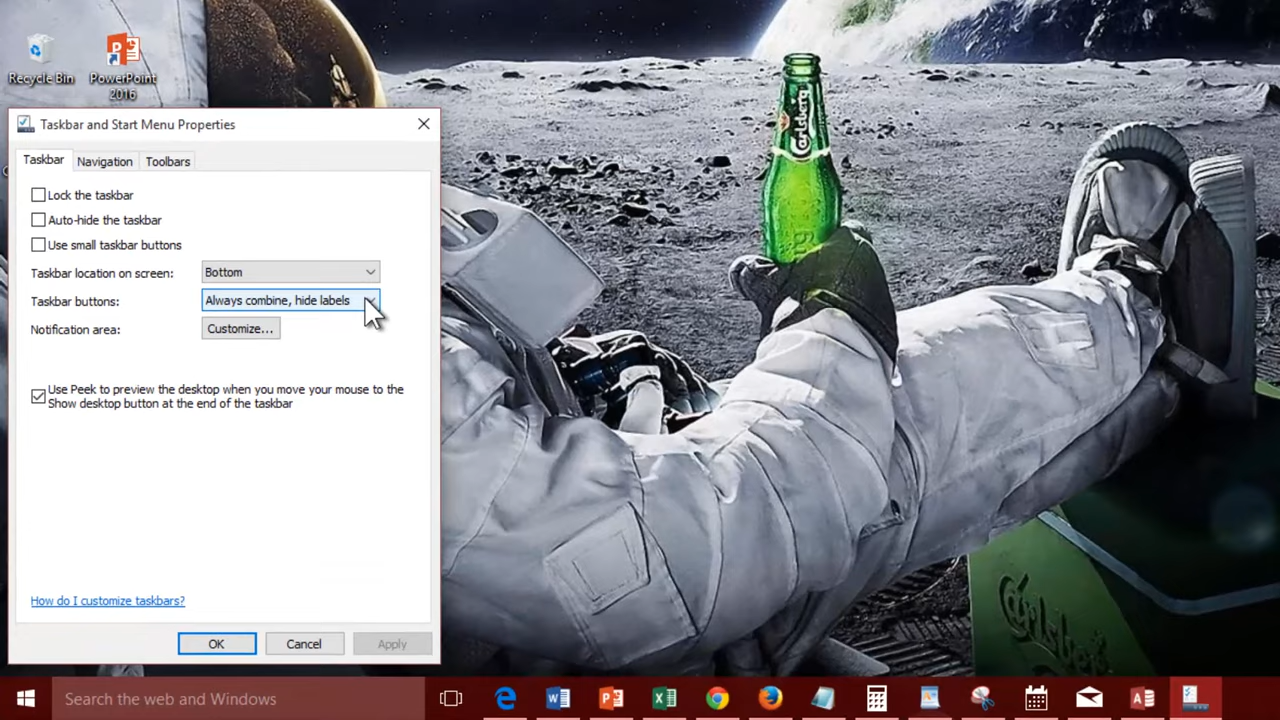 Recycle Bin
PowerPoint
2016
Taskbar and Start Menu Properties
Taskbar
Navigation
Toolbars
Lock the taskbar
Auto-hide the taskbar
Use small taskbar buttons
Taskbar location on screen:
Bottom
Taskbar buttons:
Always combine, hide labels
Notification area:
Customize...
Use Peek to preview the desktop when you move your mouse to the
Show desktop button at the end of the taskbar
How do I customize taskbars?
OK
Cancel
Apply
Carlsberg
Carlsberg
Search the web and Windows